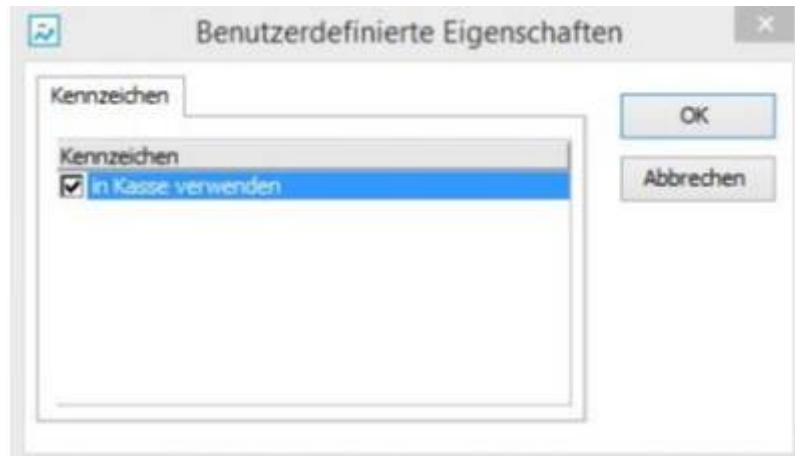 Benutzerdefinierte Eigenschaften
Kennzeichen
OK
Kennzeichen
Abbrechen
in Kasse verwenden